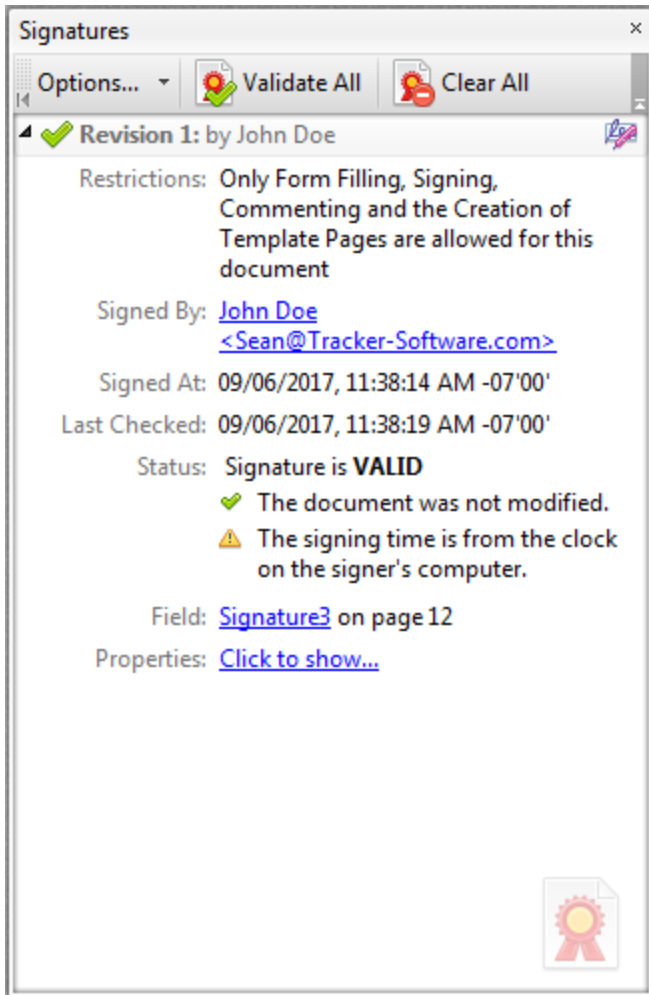 Signatures
Options...
Validate All
Clear All
Revision 1: by John Doe
Restrictions: Only Form Filling, Signing,
Commenting and the Creation of
Template Pages are allowed for this
document
Signed By: John Doe
<Sean@Tracker-Software.com>
Signed At: 09/06/2017, 11:38:14 AM -07'00'
Last Checked: 09/06/2017, 11:38:19 AM -07'00'
Status: Signature is VALID
The document was not modified.
The signing time is from the clock
on the signer's computer.
Field: Signature3 on page 12
Properties: Click to show...